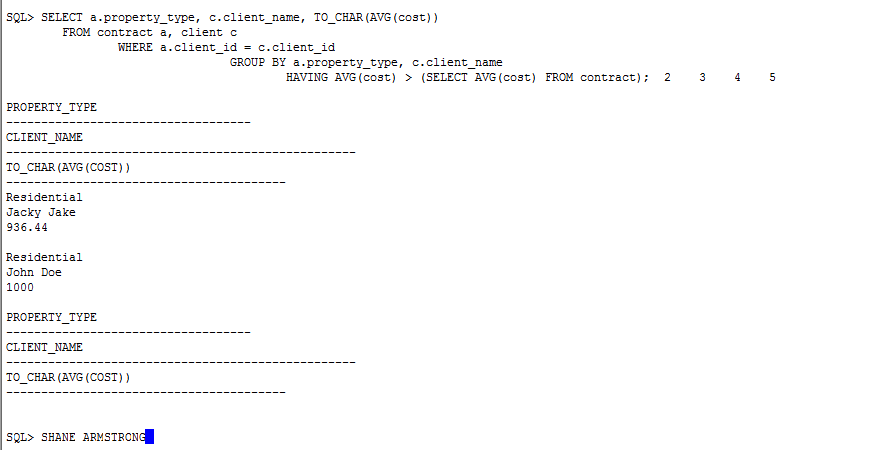 SQL> SELECT a.property_type, c.client_name, TO_CHAR(AVG(cost))
FROM contract a, client c
WHERE a.client_id = c.client_id
GROUP BY a.property_type, c.client_name
HAVING AVG(cost) > (SELECT AVG(cost) FROM contract); 2 3 4 5
PROPERTY_TYPE
-----------------------------------
CLIENT_NAME
--------------------------------------------------
TO_CHAR(AVG(COST))
----------------------------------------
Residential
Jacky Jake
936.44
Residential
John Doe
1000
PROPERTY_TYPE
-----------------------------------
CLIENT_NAME
--------------------------------------------------
TO_CHAR(AVG(COST))
----------------------------------------
SQL> SHANE ARMSTRONG